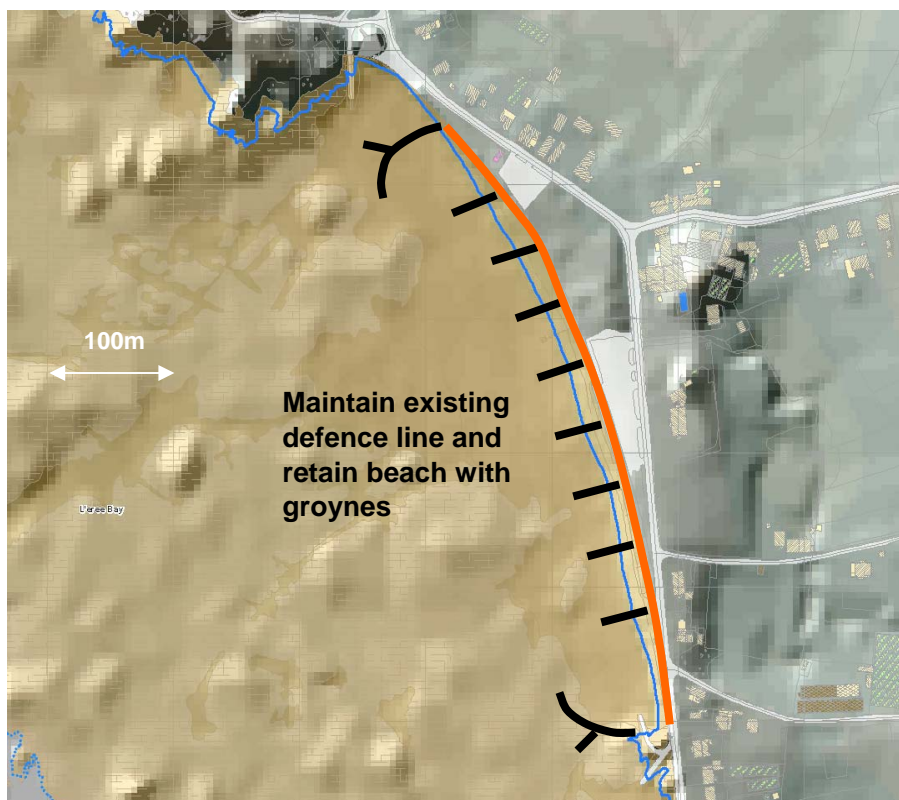 100m
Maintain existing
defence line and
retain beach with
groynes
L'eree Bay